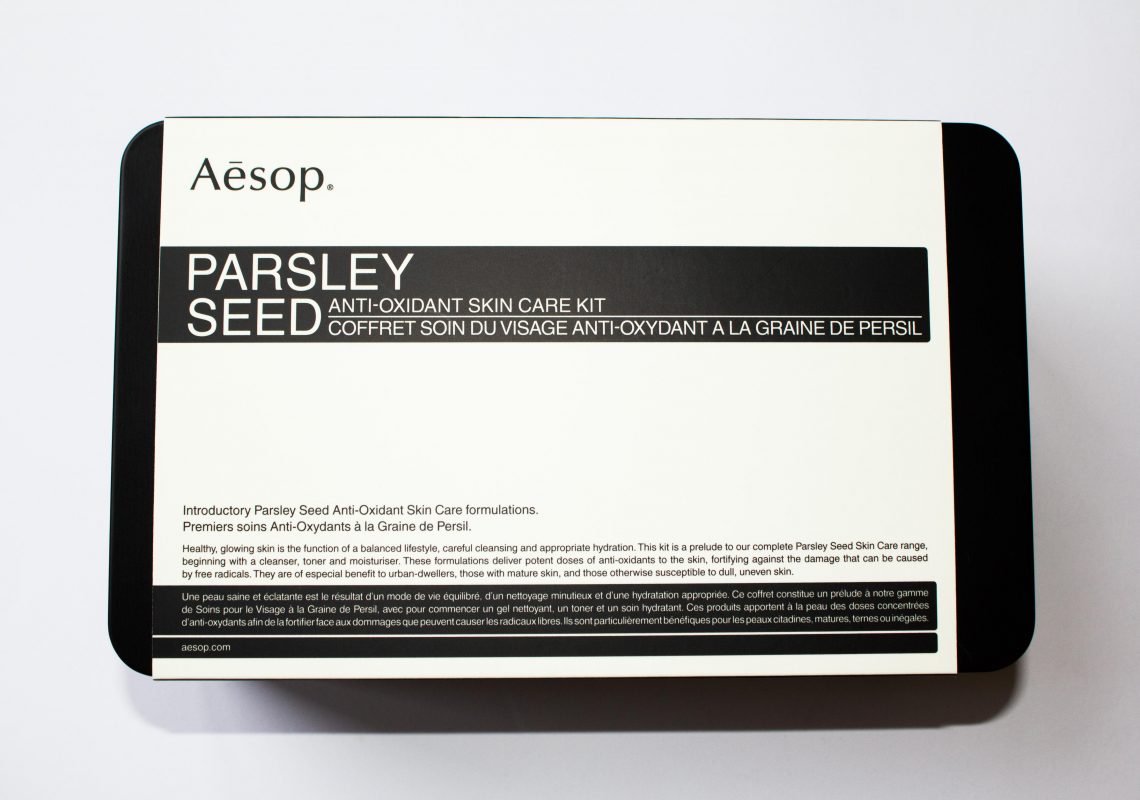 Aēsop®
PARSLEY
SEED ANTI-OXIDANT SKIN CARE KIT
COFFRET SOIN DU VISAGE ANTI-OXYDANT A LA GRAINE DE PERSIL
Introductory Parsley Seed Anti-Oxidant Skin Care formulations.
Premiers soins Anti-Oxydants à la Graine de Persil.
Healthy, glowing skin is the function of a balanced lifestyle, careful cleansing and appropriate hydration. This kit is a prelude to our complete Parsley Seed Skin Care range,
beginning with a cleanser, toner and moisturiser. These formulations deliver potent doses of anti-oxidants to the skin, fortifying against the damage that can be caused
by free radicals. They are of especial benefit to urban-dwellers, those with mature skin, and those otherwise susceptible to dull, uneven skin.
Une peau saine et éclatante est le résultat d'un mode de vie équilibré, d'un nettoyage minutieux et d'une hydratation appropriée. Ce coffret constitue un prélude à notre gamme
de Soins pour le Visage à la Graine de Persil, avec pour commencer un gel nettoyant, un toner et un soin hydratant. Ces produits apportent à la peau des doses concentrées
d'anti-oxydants afin de la fortifier face aux dommages que peuvent causer les radicaux libres. Ils sont particulièrement bénéfiques pour les peaux citadines, matures, ternes ou inégales.
aesop.com